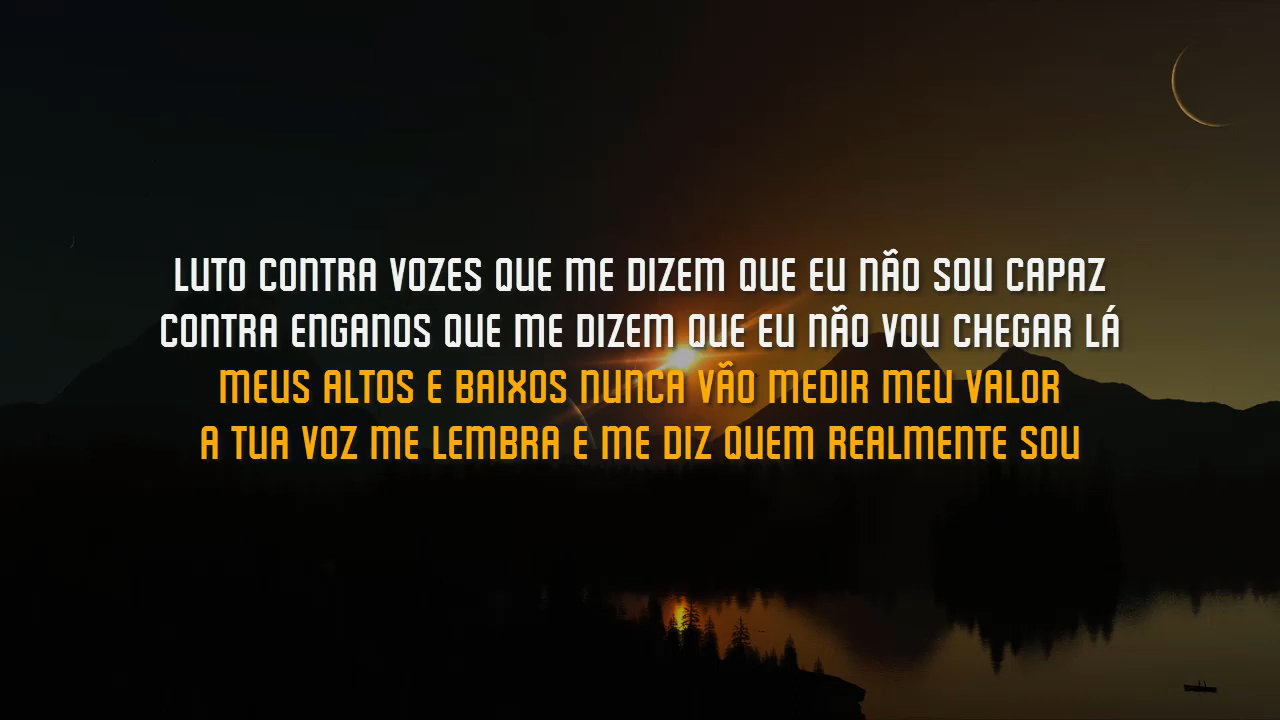 LUTO CONTRA VOZES QUE ME DIZEM QUE EU NÃO SOU CAPAZ
CONTRA ENGANOS QUE ME DIZEM QUE EU NÃO VOU CHEGAR LÁ
MEUS ALTOS E BAIXOS NUNCA VÃO MEDIR MEU VALOR
A TUA VOZ ME LEMBRA E ME DIZ QUEM REALMENTE SOU